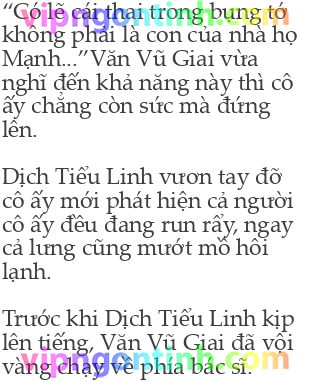 “Có lẽ cái thai trong bụng tớ
không phải là con của nhà họ
Mạnh...”Văn Vũ Giai vừa
nghĩ đến khả năng này thì cô
ấy chẳng còn sức mà đứng
lên.
Dịch Tiểu Linh vươn tay đỡ
cô ấy mới phát hiện cả người
cô ấy đều đang run rẩy, ngay
cả lưng cũng mướt mồ hôi
lạnh.
Trước khi Dịch Tiểu Linh kịp
lên tiếng, Văn Vũ Giai đã vội
vàng chạy về phía bác sĩ.
vipngontinh.com
vipngontinh.com